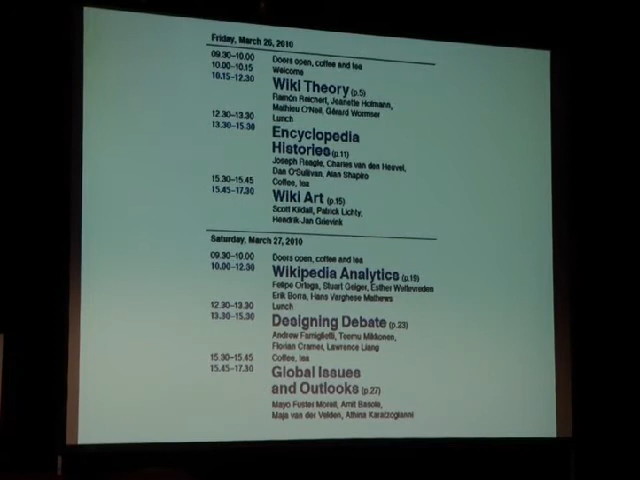 Friday, March 26, 2010
09.30–10.00 Doors open, coffee and tea
10.00–10.15 Welcome
10.15–12.30 Wiki Theory (p.5)
Ramón Reichert, Jeanette Hofmann,
Mathieu O'Neil, Gérard Wormser
12.30–13.30 Lunch
13.30–15.30 Encyclopedia
Histories (p.11)
Joseph Reagle, Charles van den Heuvel,
Dan O'Sullivan, Alan Shapiro
15.30–15.45 Coffee, tea
15.45–17.30 Wiki Art (p.15)
Scott Kildall, Patrick Lichty,
Hendrik-Jan Grievink
Saturday, March 27, 2010
09.30–10.00 Doors open, coffee and tea
10.00–12.30 Wikipedia Analytics (p.19)
Felipe Ortega, Stuart Geiger, Esther Weltevrede
Erik Borra, Hans Varghese Mathews
12.30–13.30 Lunch
13.30–15.30 Designing Debate (p.23)
Andrew Famiglietti, Teemu Mikkonen,
Florian Cramer, Lawrence Liang
15.30–15.45 Coffee, tea
15.45–17.30 Global Issues
and Outlooks (p.27)
Mayo Fuster Morell, Amit Basole,
Maja van der Velden, Athina Karatzogianni